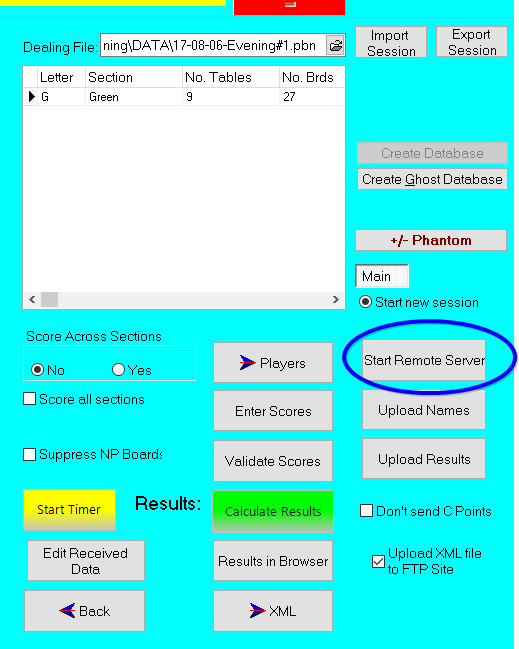 Dealing File: ning\DATA\17-08-06-Evening#1.pbn
Import
Session
Export
Session
Letter Section No. Tables No. Brds
G Green 9 27
Create Database
Create Ghost Database
+/- Phantom
Main
Start new session
Score Across Sections
No Yes
Score all sections
Suppress NP Boards
Players
Start Remote Server
Enter Scores
Upload Names
Validate Scores
Upload Results
Start Timer
Results:
Calculate Results
Don't send C Points
Edit Received
Data
Results in Browser
Upload XML file
to FTP Site
Back
XML